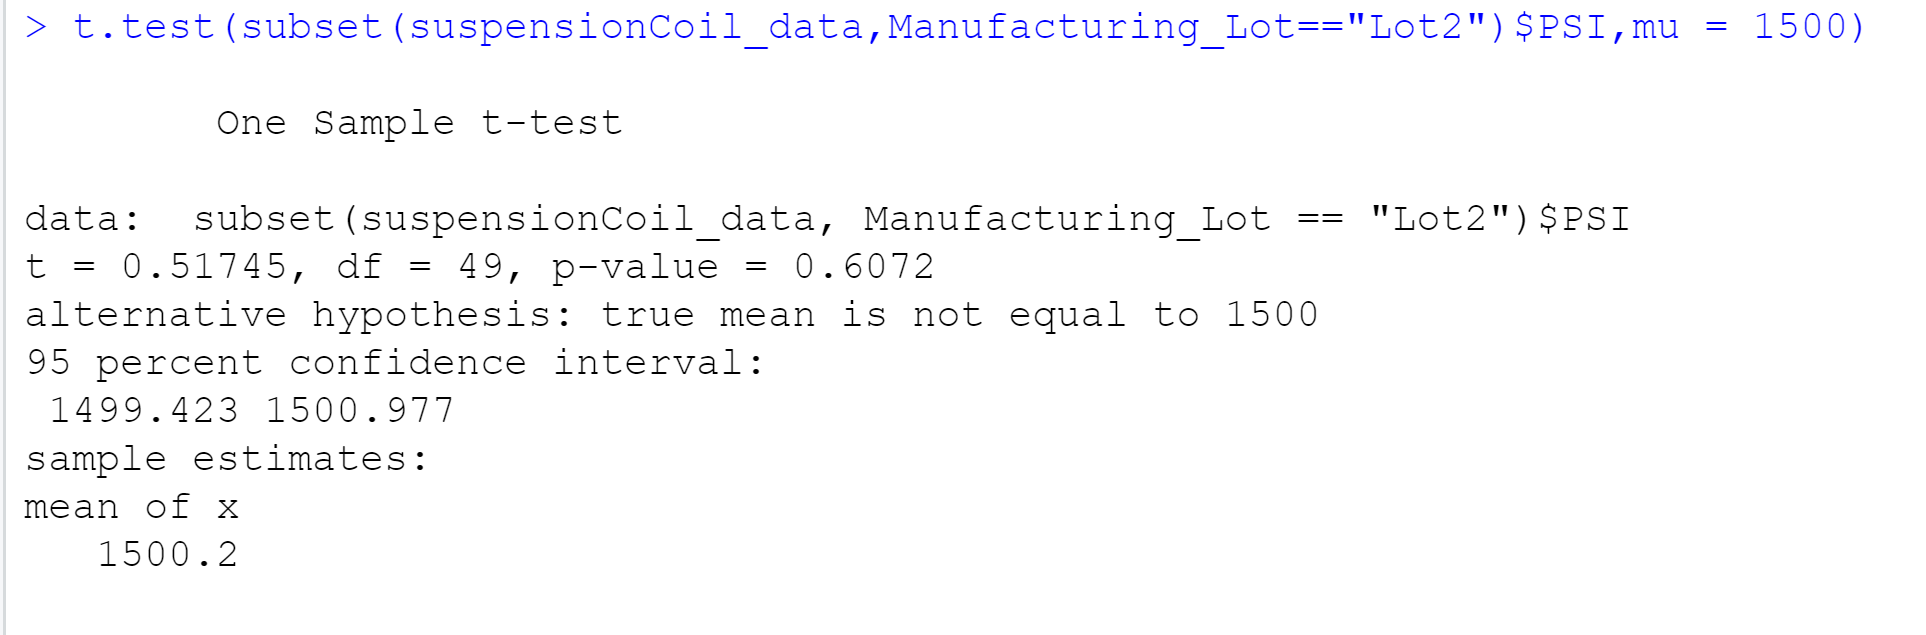 > t.test(subset(suspensionCoil_data,Manufacturing_Lot=="Lot2")$PSI,mu = 1500)
One Sample t-test
data:  subset(suspensionCoil_data, Manufacturing_Lot == "Lot2")$PSI
t = 0.51745, df = 49, p-value = 0.6072
alternative hypothesis: true mean is not equal to 1500
95 percent confidence interval:
 1499.423 1500.977
sample estimates:
mean of x
   1500.2